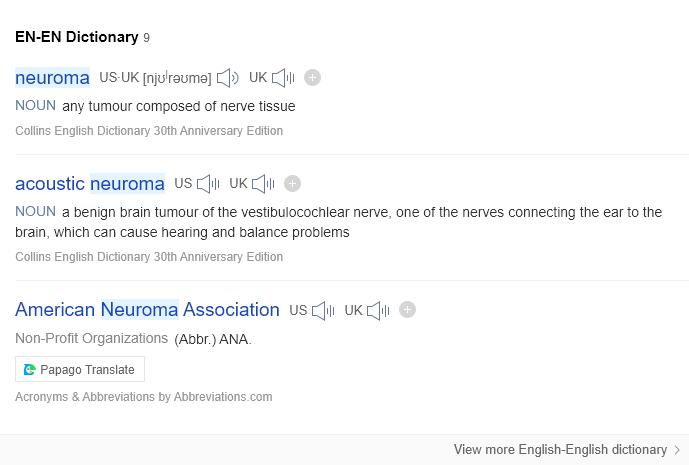 EN-EN Dictionary 9
neuroma US·UK [njʊˈrəʊmə] UK
NOUN any tumour composed of nerve tissue
Collins English Dictionary 30th Anniversary Edition
acoustic neuroma US UK
NOUN a benign brain tumour of the vestibulocochlear nerve, one of the nerves connecting the ear to the
brain, which can cause hearing and balance problems
Collins English Dictionary 30th Anniversary Edition
American Neuroma Association US UK
Non-Profit Organizations (Abbr.) ANA.
Papago Translate
Acronyms & Abbreviations by Abbreviations.com
View more English-English dictionary